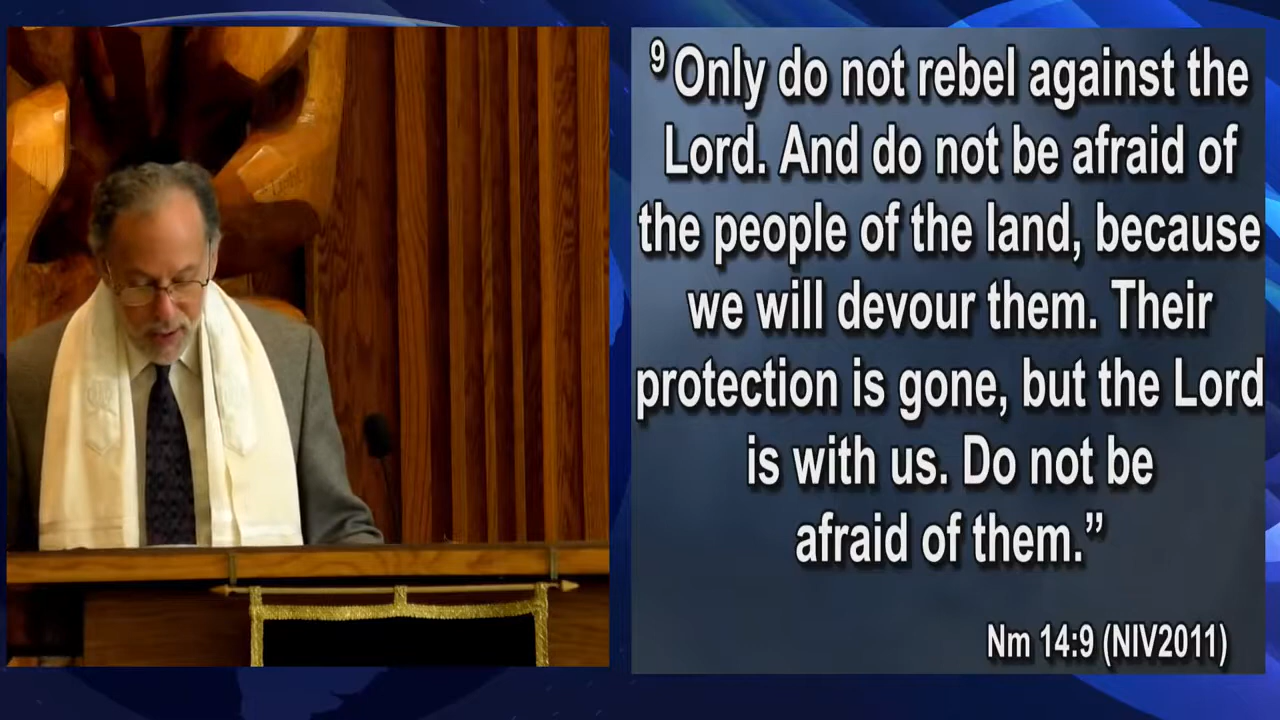 9 Only do not rebel against the
Lord. And do not be afraid of
the people of the land, because
we will devour them. Their
protection is gone, but the Lord
is with us. Do not be
afraid of them.”
Nm 14:9 (NIV2011)